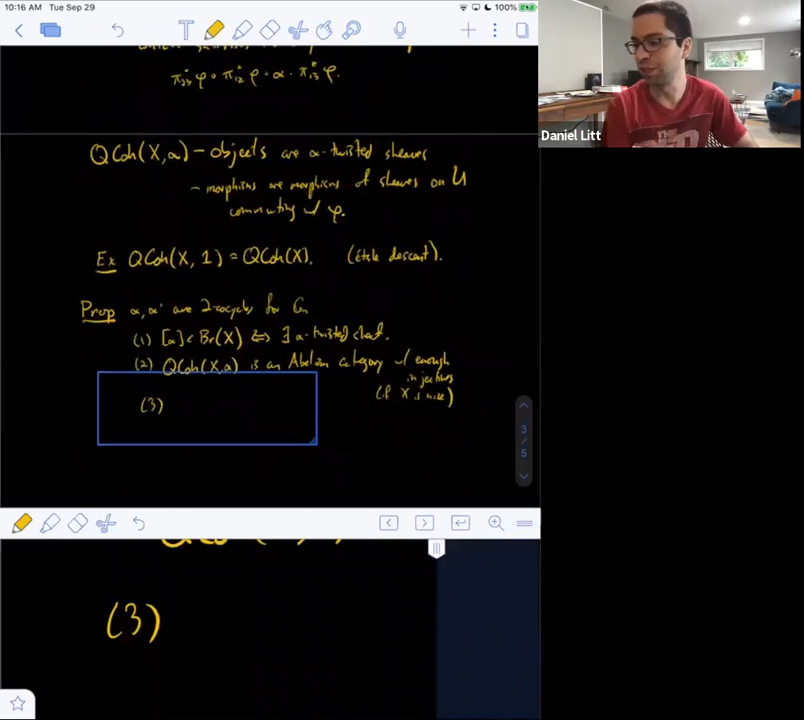 10:16 AM Tue Sep 29
100%
π₂₃*φ ∘ π₁₂*φ = α · π₁₃*φ.
QCoh(X,α) – objects are α-twisted sheaves
– morphisms are morphisms of sheaves on U
commuting w/ φ.
Ex QCoh(X, 1) = QCoh(X). (étale descent).
Prop α, α' are 2-cocycles for Gm
(1) [α] ∈ Br(X) ⟺ ∃ α-twisted
(2) QCoh(X,α) is an Abelian category w/ enough
injectives
(if X is nice)
(3)
3
/
5
(3)
Daniel Litt